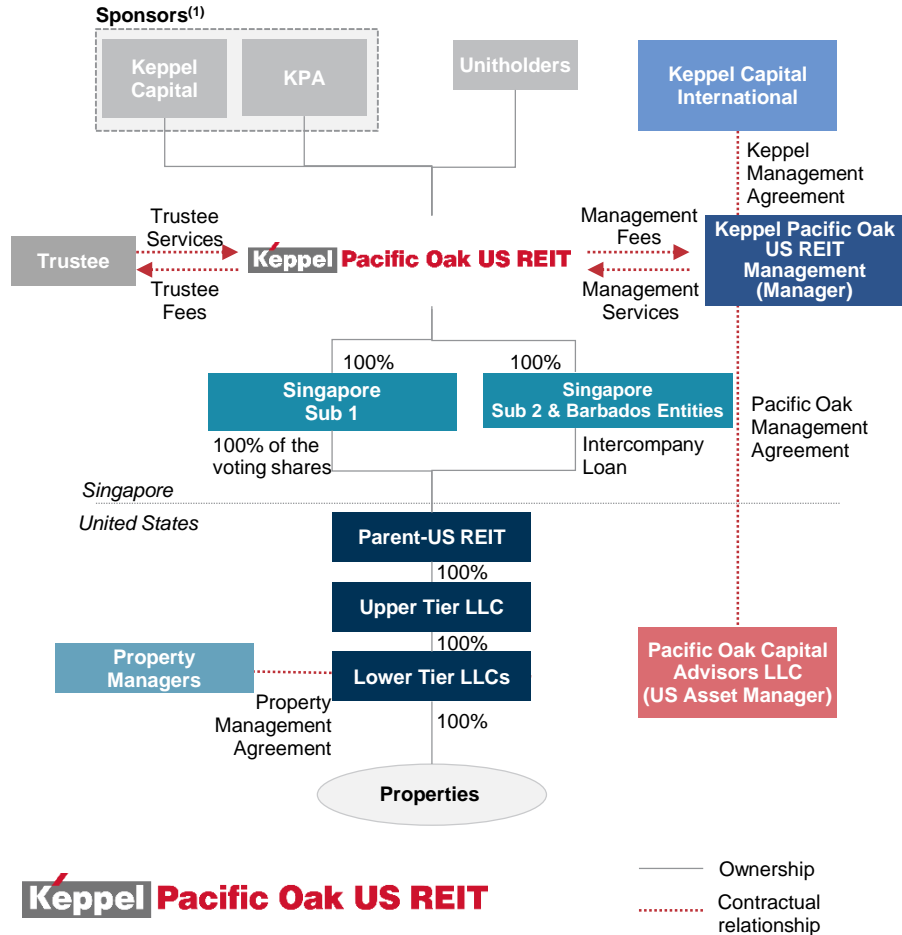 Sponsors(1)
Keppel
Capital
KPA
Unitholders
Keppel Capital
International
Keppel
Management
Agreement
Trustee
Services
Trustee
Trustee
Fees
Keppel Pacific Oak US REIT
Management
Fees
Management
Services
Keppel Pacific Oak
US REIT
Management
(Manager)
100%
100%
Singapore
Sub 1
Singapore
Sub 2 & Barbados Entities
Pacific Oak
Management
Agreement
100% of the
voting shares
Intercompany
Loan
Singapore
United States
Parent-US REIT
100%
Upper Tier LLC
100%
Property
Managers
Lower Tier LLCs
Pacific Oak Capital
Advisors LLC
(US Asset Manager)
Property
Management
Agreement
100%
Properties
Keppel Pacific Oak US REIT
Ownership
Contractual
relationship